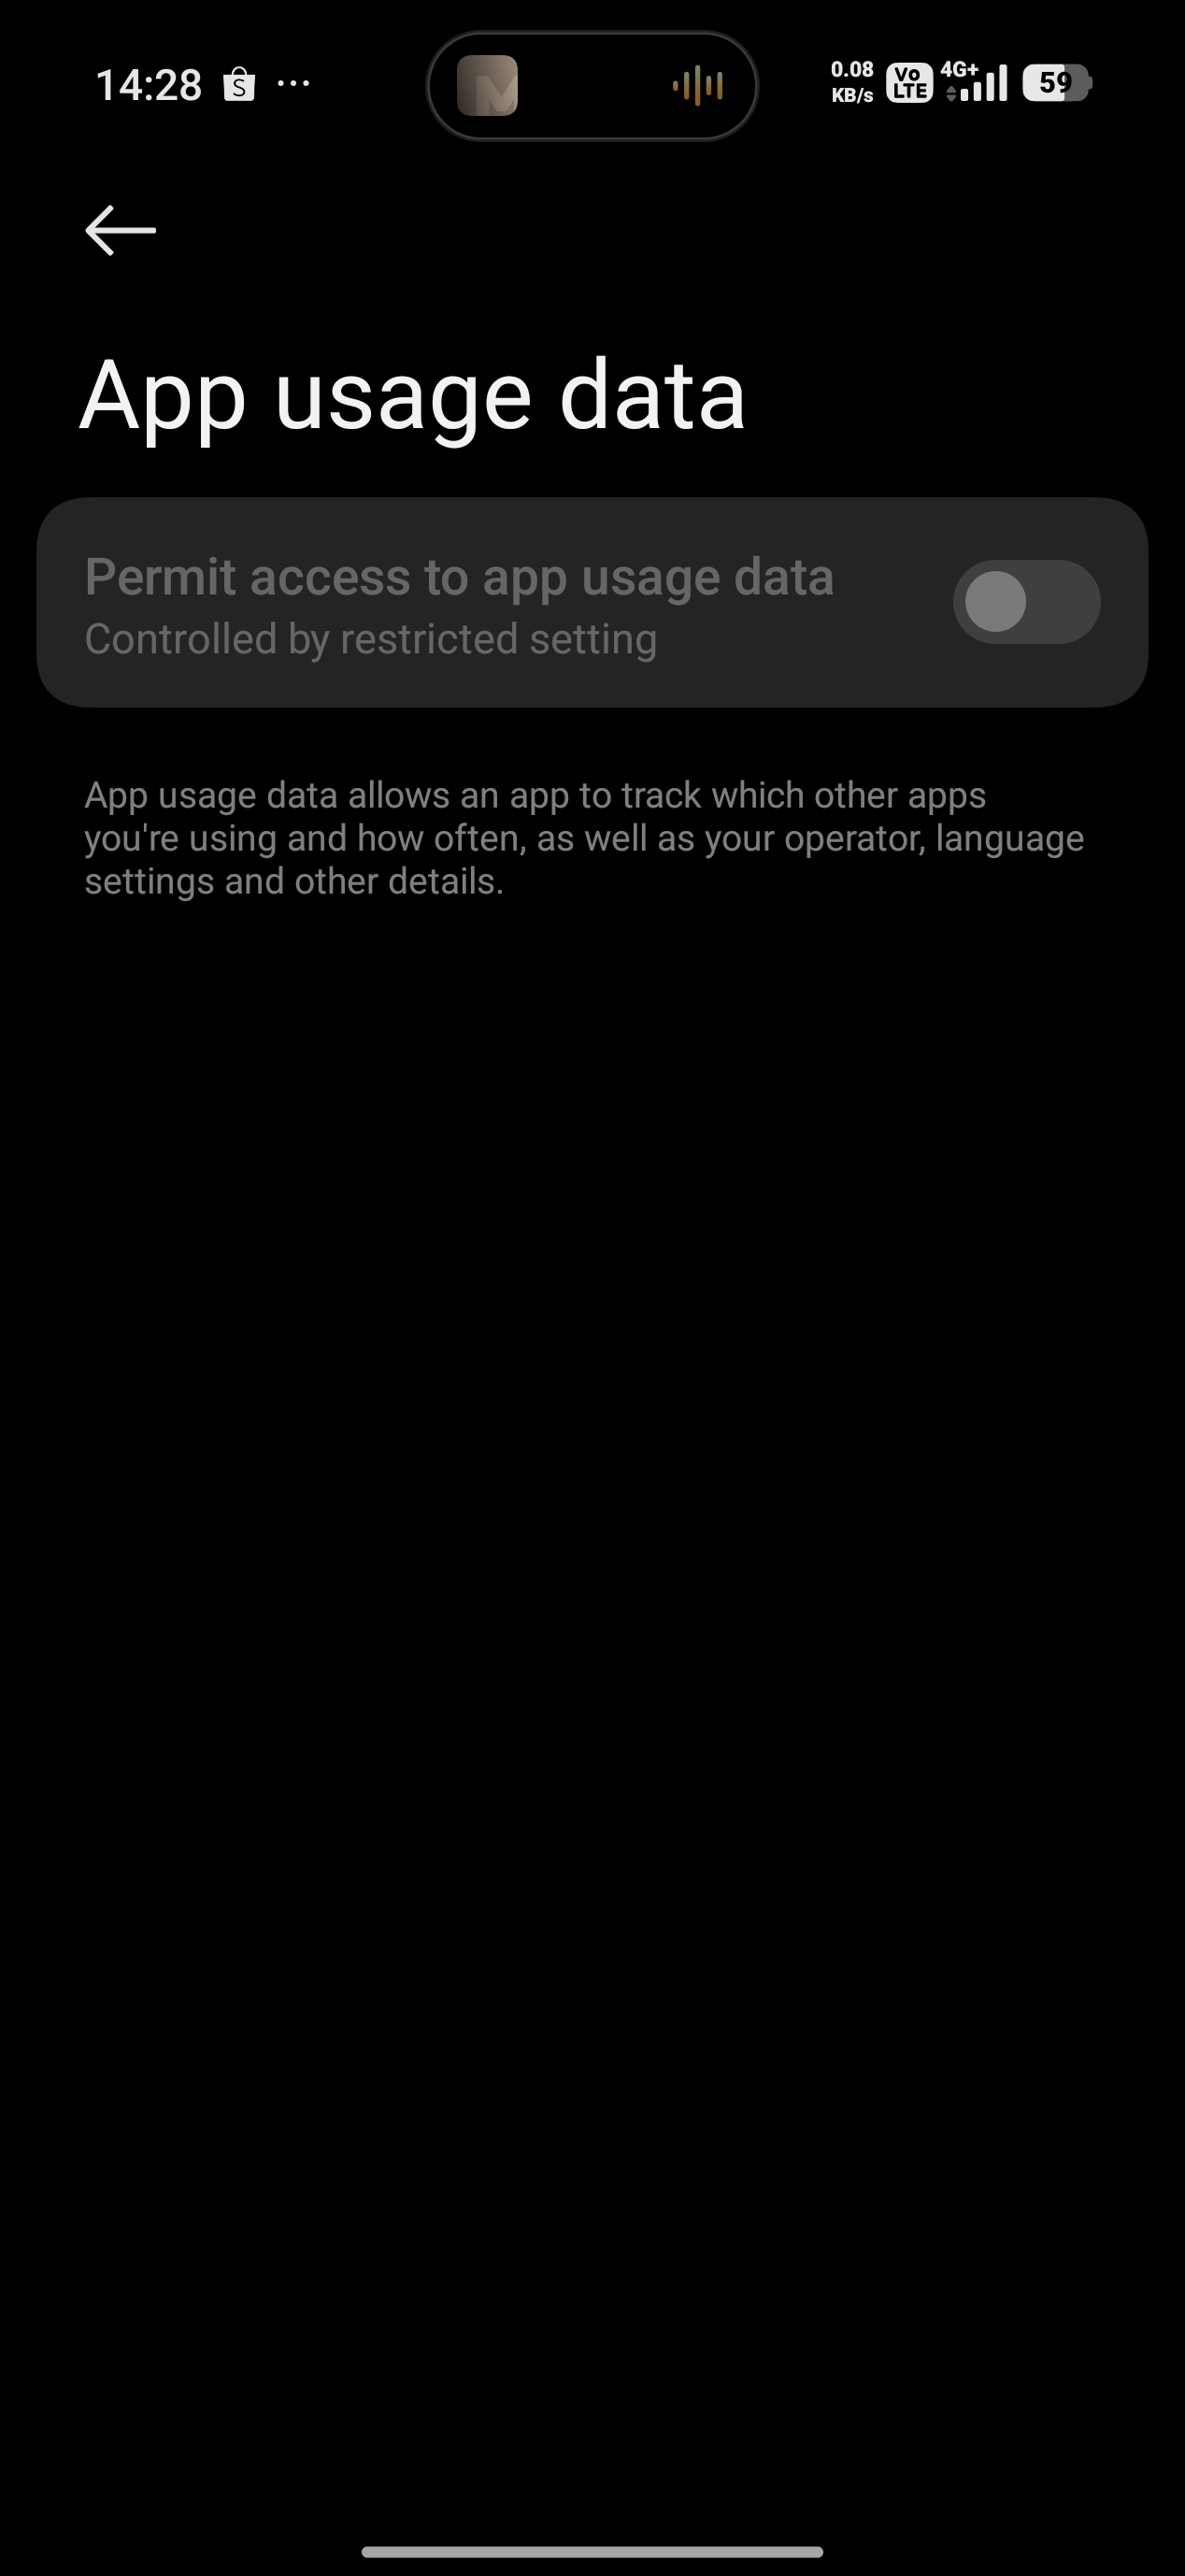 14:28
0.08
KB/s
Vo
LTE
4G+
59
App usage data
Permit access to app usage data
Controlled by restricted setting
App usage data allows an app to track which other apps
you're using and how often, as well as your operator, language
settings and other details.